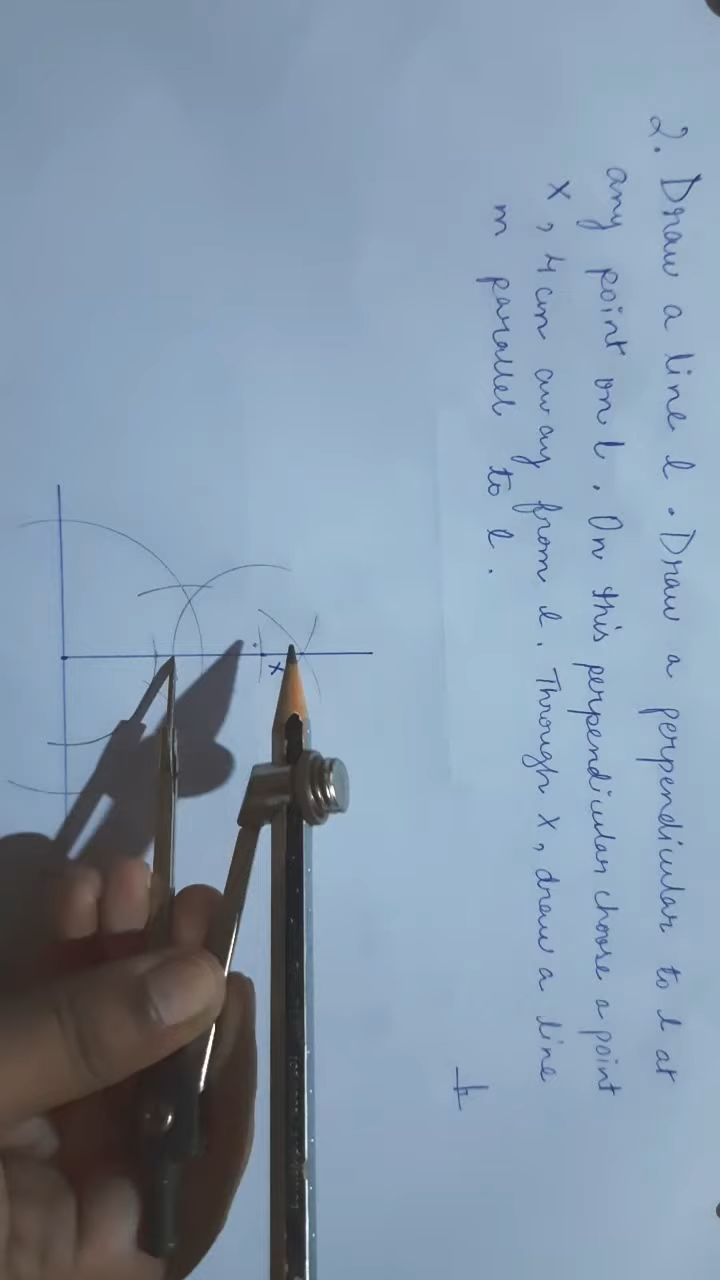 2. Draw a line l. Draw a perpendicular to l at
any point on l. On this perpendicular choose a point
X, 4 cm away from l. Through X, draw a line
m parallel to l.
X